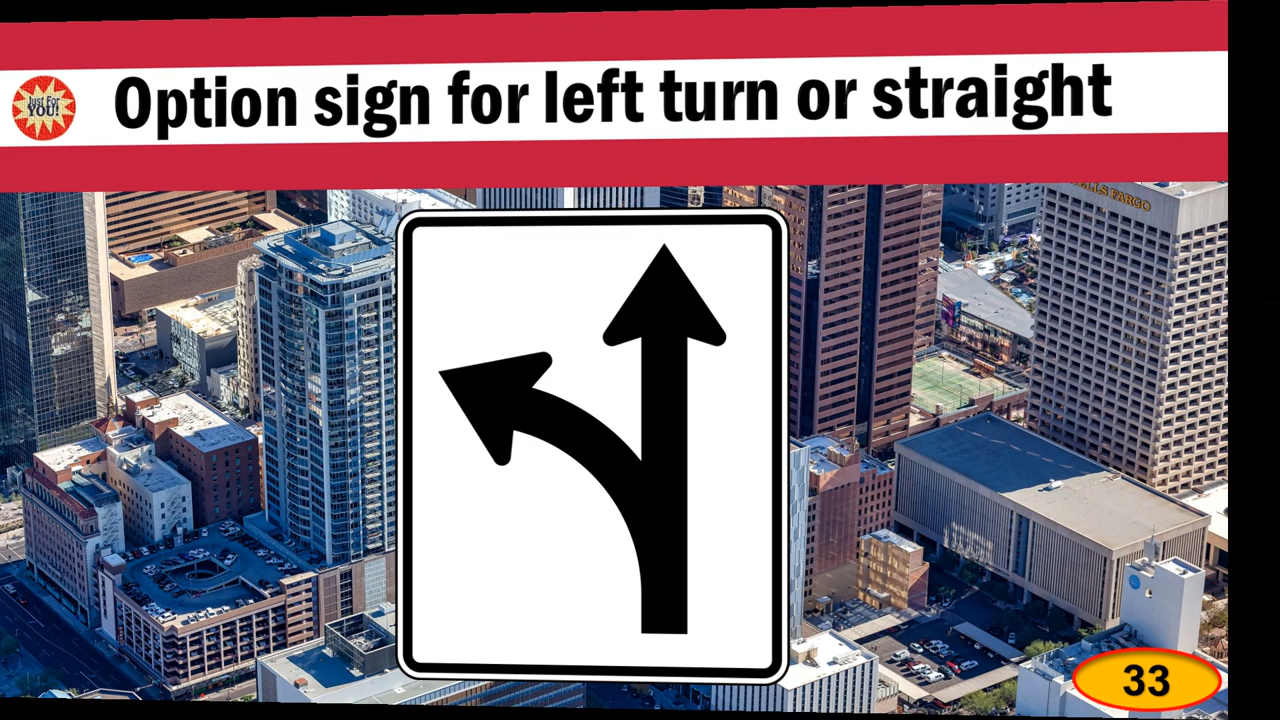 Just For
YOU!
Option sign for left turn or straight
WELLS FARGO
33